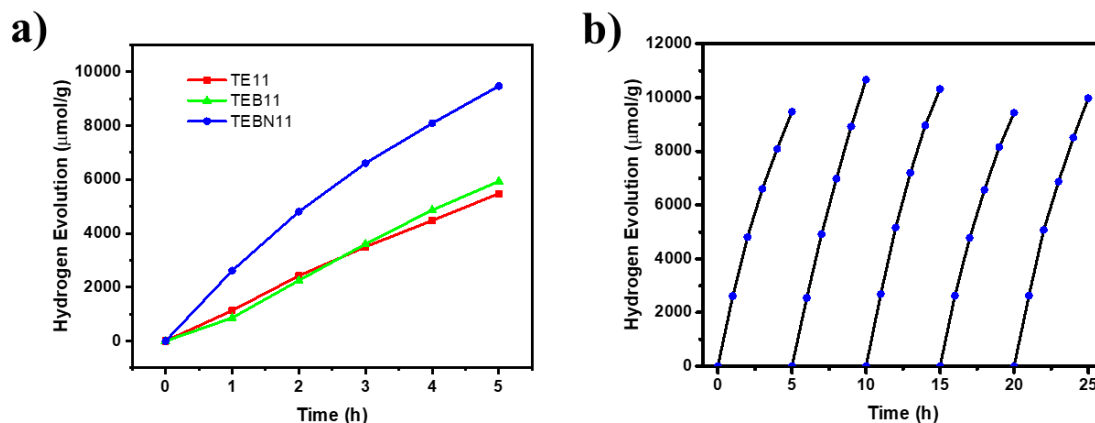 a)
Hydrogen Evolution (μmol/g)
10000
8000
6000
4000
2000
0
TE11
TEB11
TEBN11
0 1 2 3 4 5
Time (h)
b)
Hydrogen Evolution (μmol/g)
12000
10000
8000
6000
4000
2000
0
0 5 10 15 20 25
Time (h)